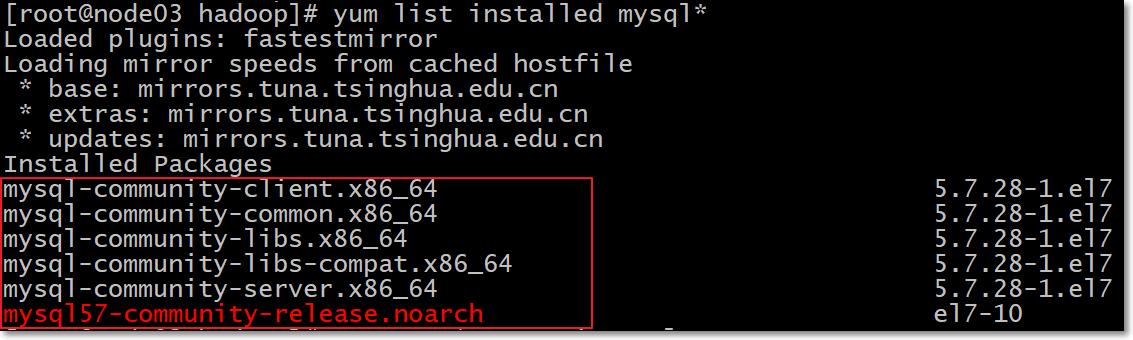 [root@node03 hadoop]# yum list installed mysql*
Loaded plugins: fastestmirror
Loading mirror speeds from cached hostfile
 * base: mirrors.tuna.tsinghua.edu.cn
 * extras: mirrors.tuna.tsinghua.edu.cn
 * updates: mirrors.tuna.tsinghua.edu.cn
Installed Packages
mysql-community-client.x86_64 5.7.28-1.el7
mysql-community-common.x86_64 5.7.28-1.el7
mysql-community-libs.x86_64 5.7.28-1.el7
mysql-community-libs-compat.x86_64 5.7.28-1.el7
mysql-community-server.x86_64 5.7.28-1.el7
mysql57-community-release.noarch el7-10